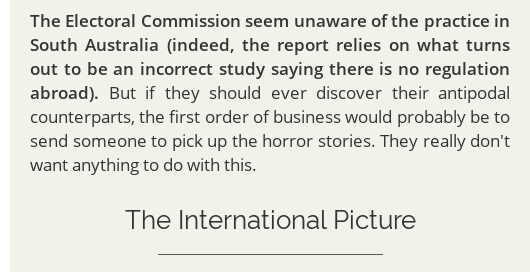 The Electoral Commission seem unaware of the practice in
South Australia (indeed, the report relies on what turns
out to be an incorrect study saying there is no regulation
abroad). But if they should ever discover their antipodal
counterparts, the first order of business would probably be to
send someone to pick up the horror stories. They really don't
want anything to do with this.
The International Picture